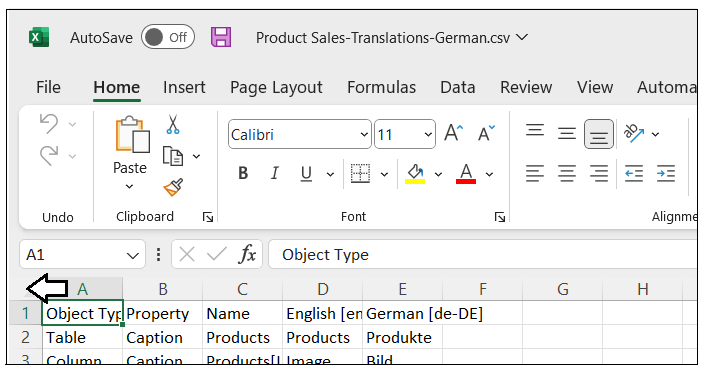 AutoSave Off Product Sales-Translations-German.csv
File Home Insert Page Layout Formulas Data Review View Automa
Paste
Calibri 11
B I U A
Undo Clipboard Font Alignme
A1 fx Object Type
A B C D E F G H
1 Object Typ Property Name English [en German [de-DE]
2 Table Caption Products Products Produkte
3 Column Caption Products[I Image Bild